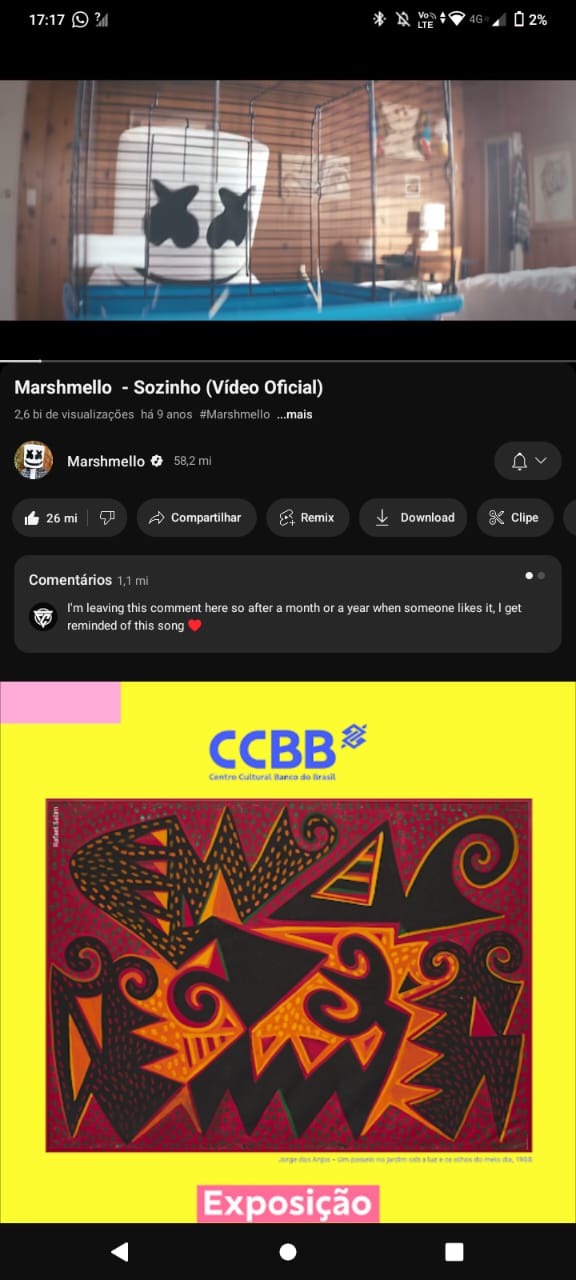 17:17
Vo LTE
4G
2%
Marshmello - Sozinho (Vídeo Oficial)
2,6 bi de visualizações há 9 anos #Marshmello ...mais
Marshmello 58,2 mi
26 mi Compartilhar Remix Download Clipe
Comentários 1,1 mi
I'm leaving this comment here so after a month or a year when someone likes it, I get
reminded of this song ❤️
CCBB
Centro Cultural Banco do Brasil
Rafael Salim
Jorge dos Anjos • Um passeio no jardim sob a luz e os olhos do meio dia, 1988
Exposição